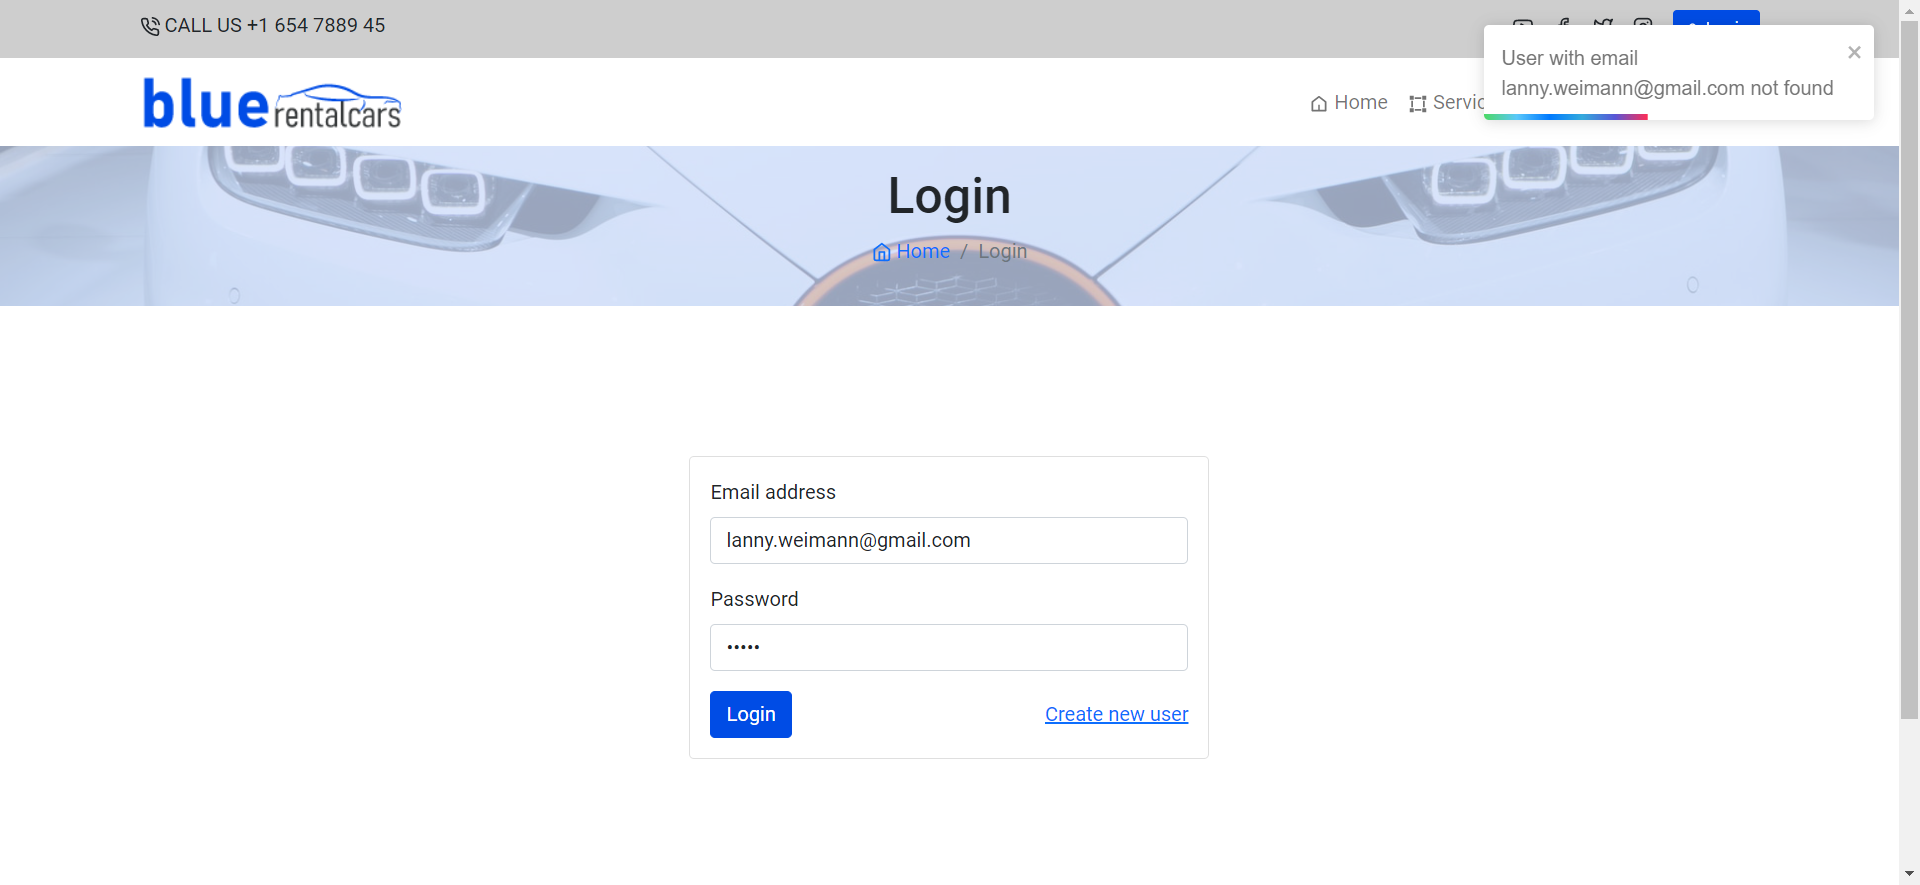 CALL US +1 654 7889 45
User with email
lanny.weimann@gmail.com not found
blue rentalcars
Home
Login
Home / Login
Email address
lanny.weimann@gmail.com
Password
•••••
Login
Create new user